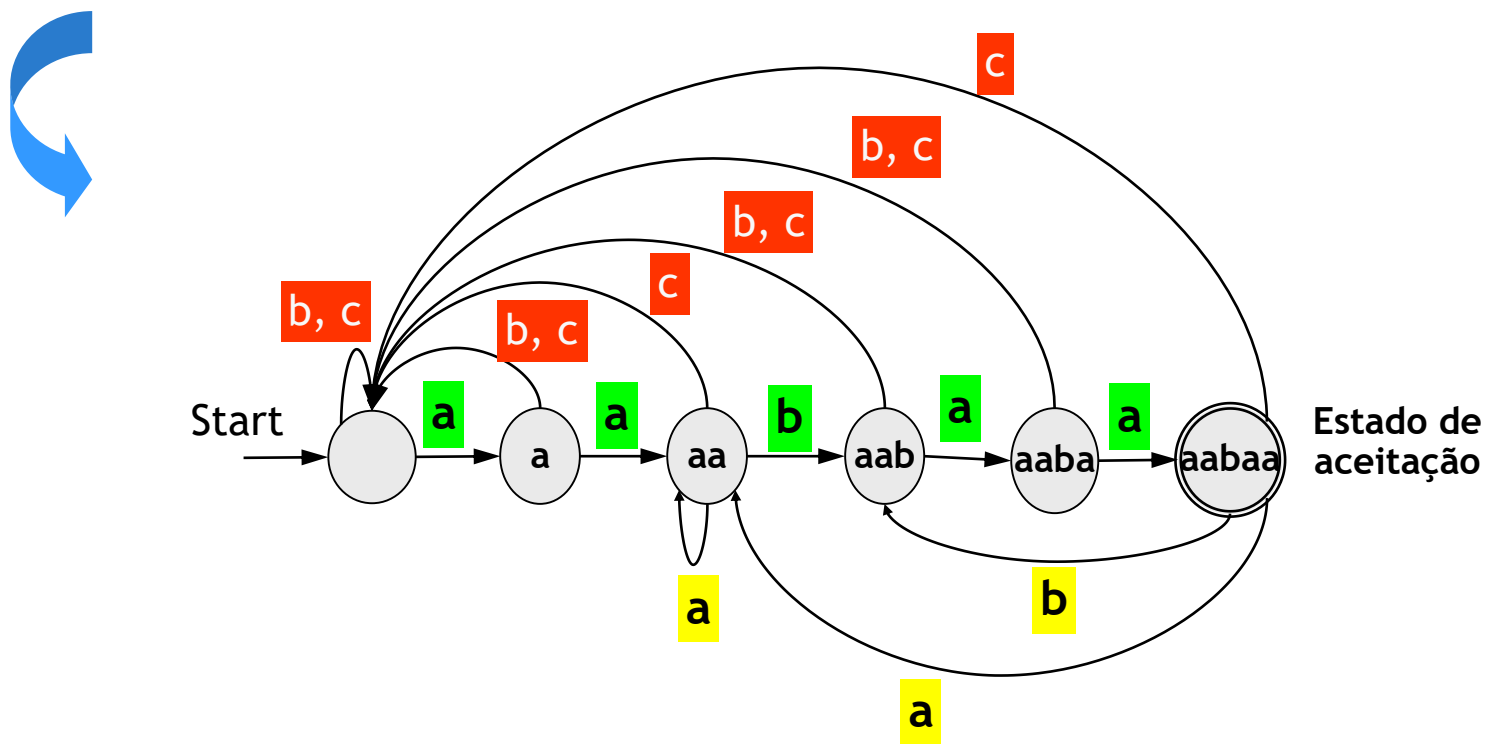 c
b, c
b, c
c
b, c
b, c
Start
a
a
b
a
a
a
aa
aab
aaba
aabaa
Estado de
aceitação
a
b
a